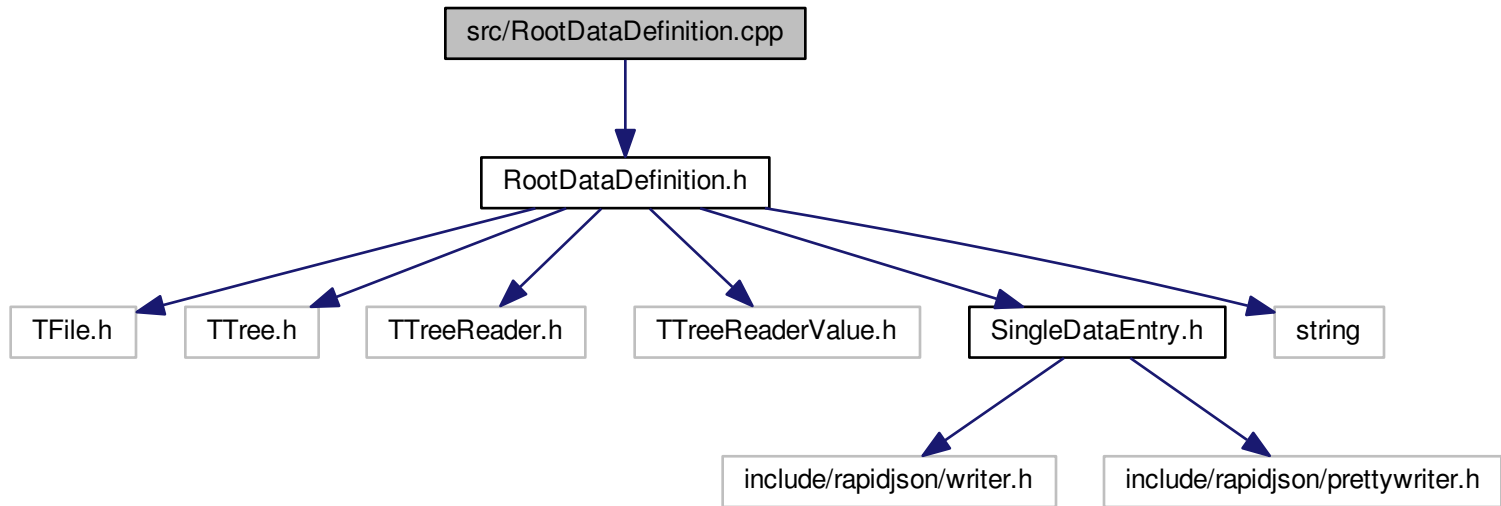 src/RootDataDefinition.cpp
RootDataDefinition.h
TFile.h
TTree.h
TTreeReader.h
TTreeReaderValue.h
SingleDataEntry.h
string
include/rapidjson/writer.h
include/rapidjson/prettywriter.h